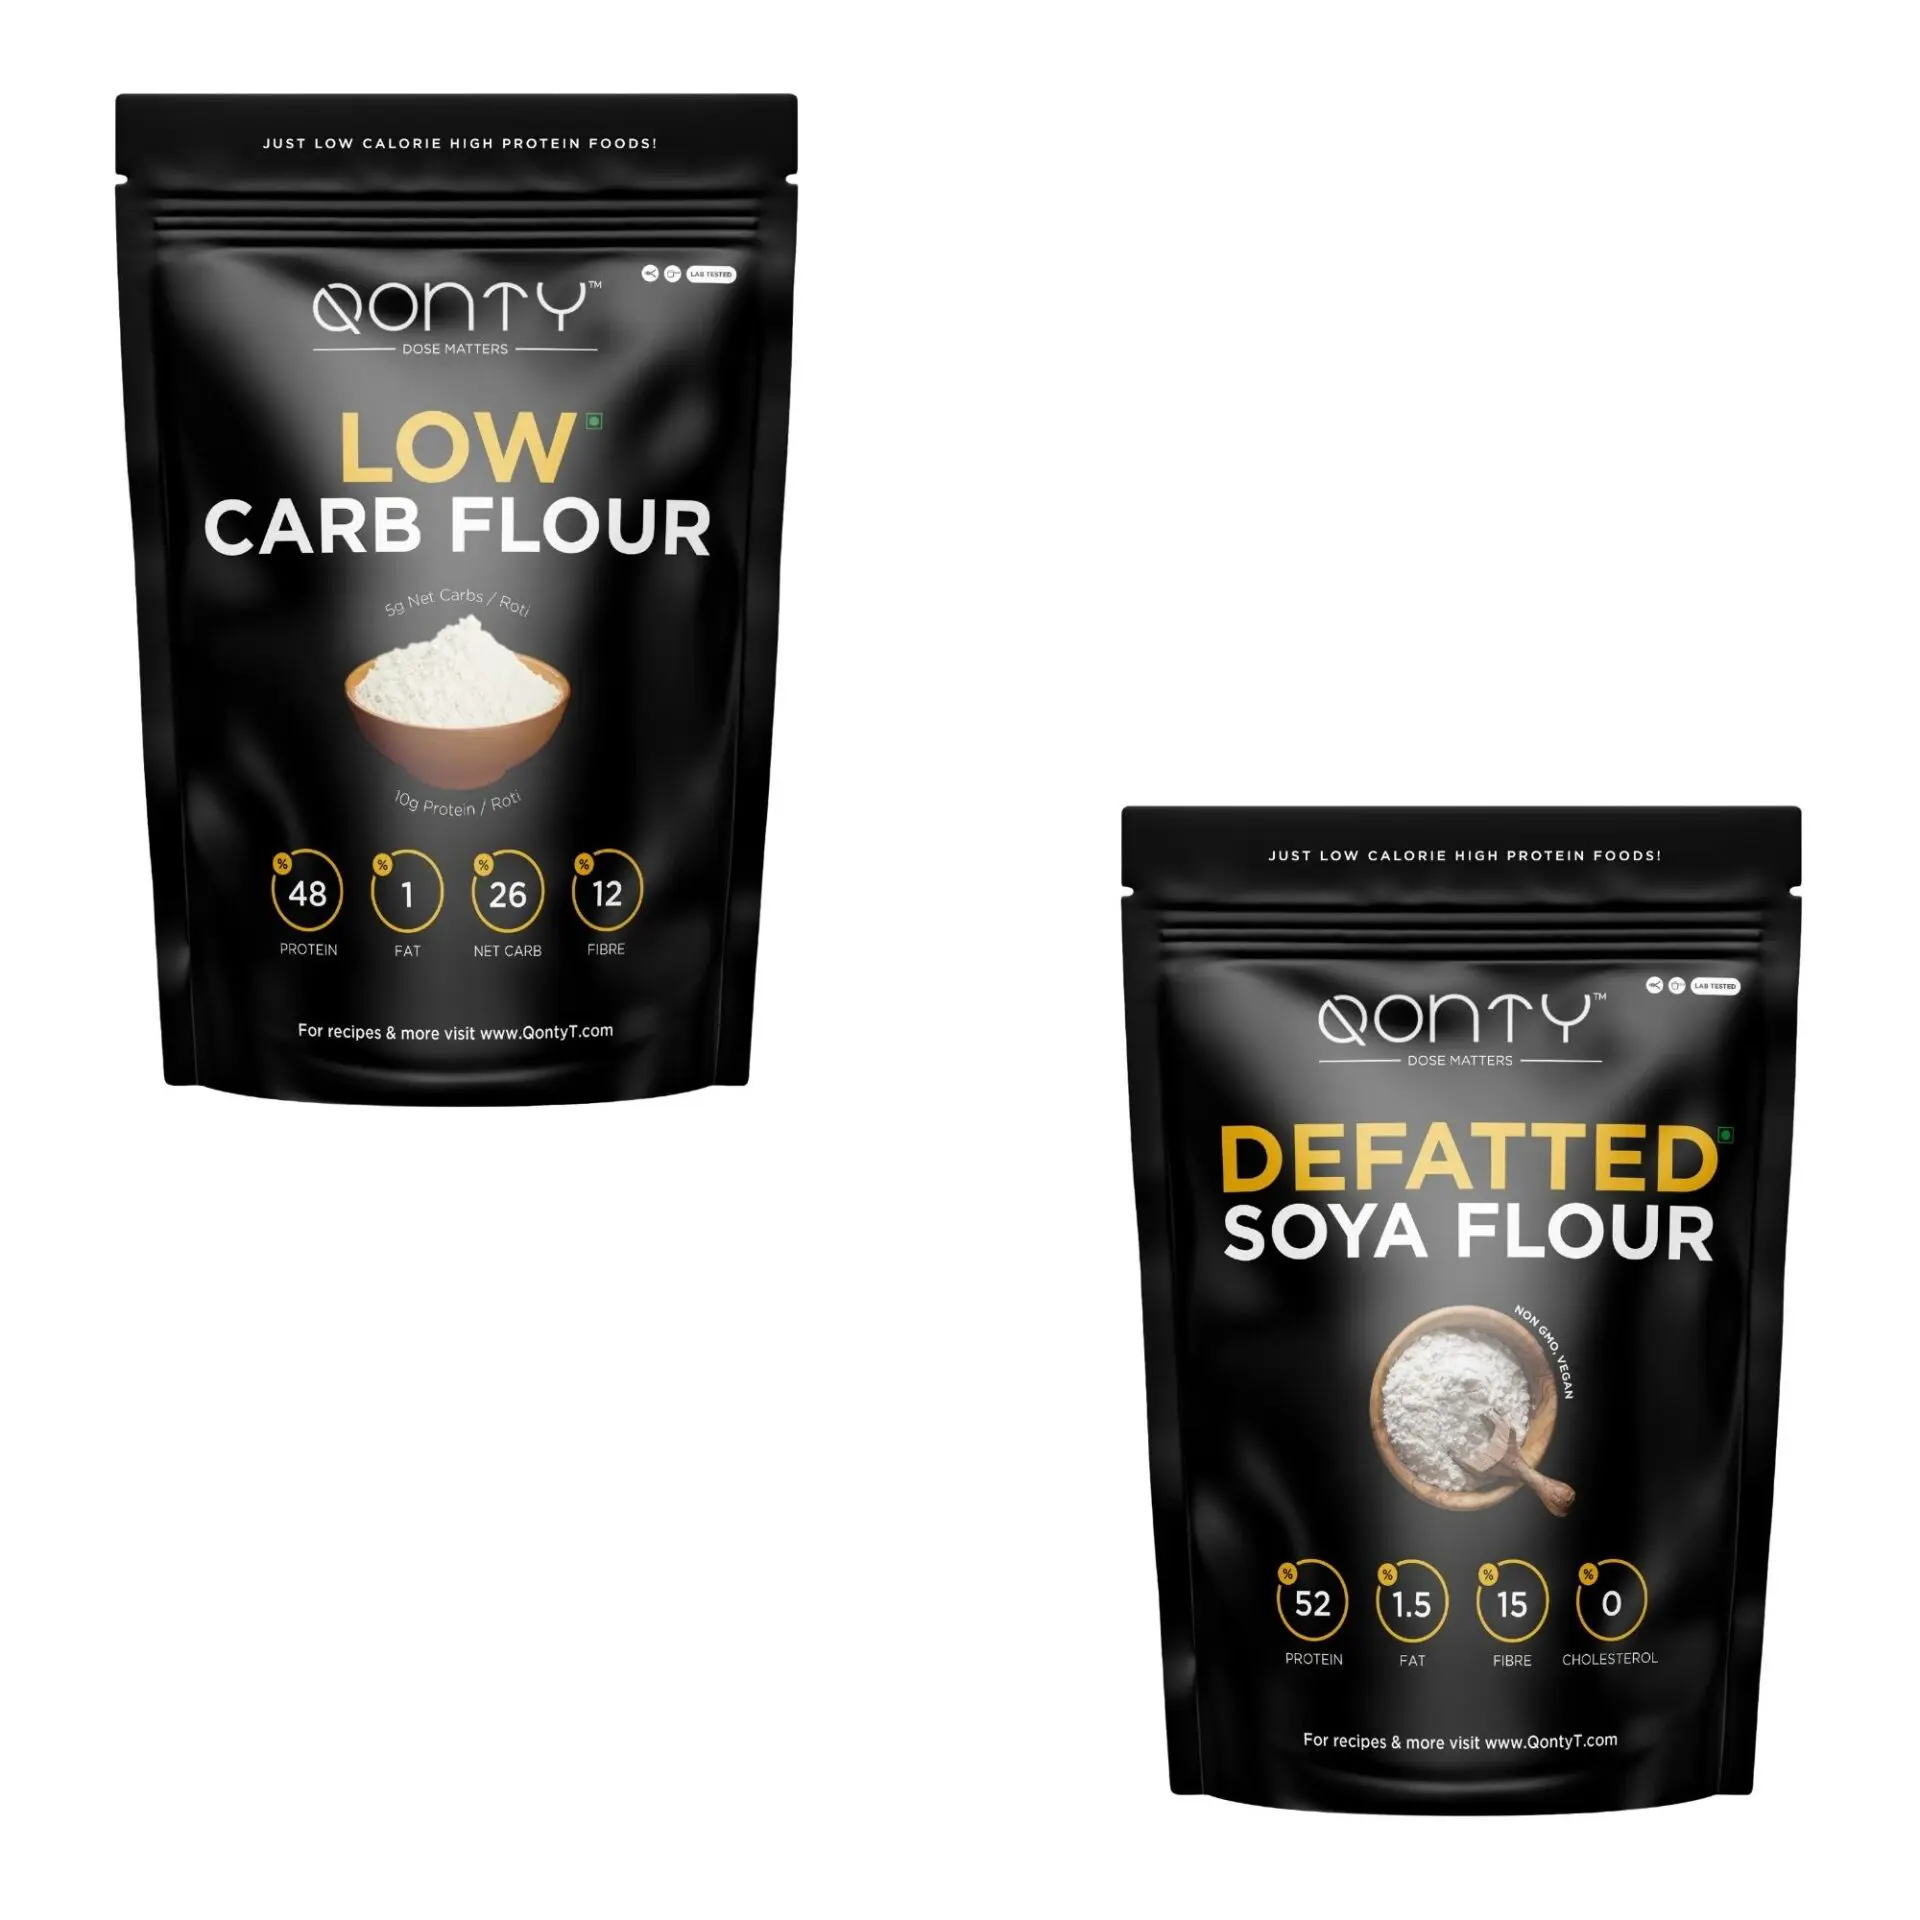 JUST LOW CALORIE HIGH PROTEIN FOODS!
LAB TESTED
QONTY™
DOSE MATTERS
LOW
CARB FLOUR
5g Net Carbs / Roti
10g Protein / Roti
% % % %
48 1 26 12
PROTEIN FAT NET CARB FIBRE
For recipes & more visit www.QontyT.com
JUST LOW CALORIE HIGH PROTEIN FOODS!
LAB TESTED
QONTY™
DOSE MATTERS
DEFATTED
SOYA FLOUR
NON GMO, VEGAN
% % % %
52 1.5 15 0
PROTEIN FAT FIBRE CHOLESTEROL
For recipes & more visit www.QontyT.com